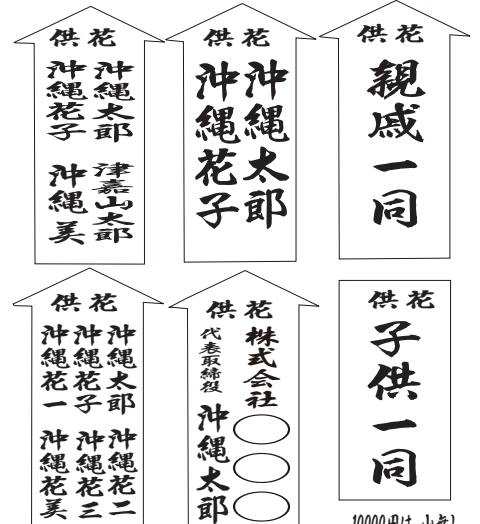 供花
沖縄太郎
沖縄花子
津嘉山太郎
沖縄 美
供花
沖縄太郎
沖縄花子
供花
親戚一同
供花
沖縄太郎
沖縄花子
沖縄花一
沖縄花二
沖縄花三
沖縄花美
供花
株式会社○○○
代表取締役 沖縄太郎
供花
子供一同
10000円は